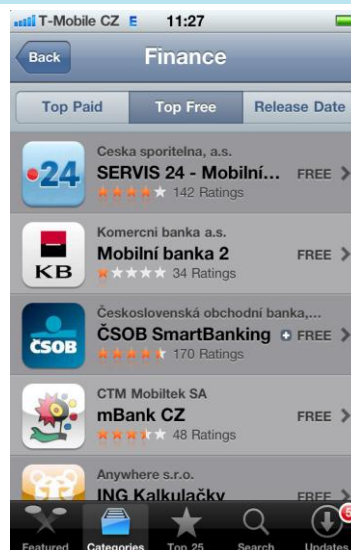 T-Mobile CZ E 11:27
Back
Finance
Top Paid
Top Free
Release Date
24
Ceska sporitelna, a.s.
SERVIS 24 - Mobilní...
FREE
142 Ratings
KB
Komercni banka a.s.
Mobilní banka 2
FREE
34 Ratings
ČSOB
Československá obchodní banka,...
ČSOB SmartBanking + FREE
170 Ratings
CTM Mobiltek SA
mBank CZ
FREE
48 Ratings
Anywhere s.r.o.
ING Kalkulačky
FREE
5
Featured
Categories
Top 25
Search
Updates